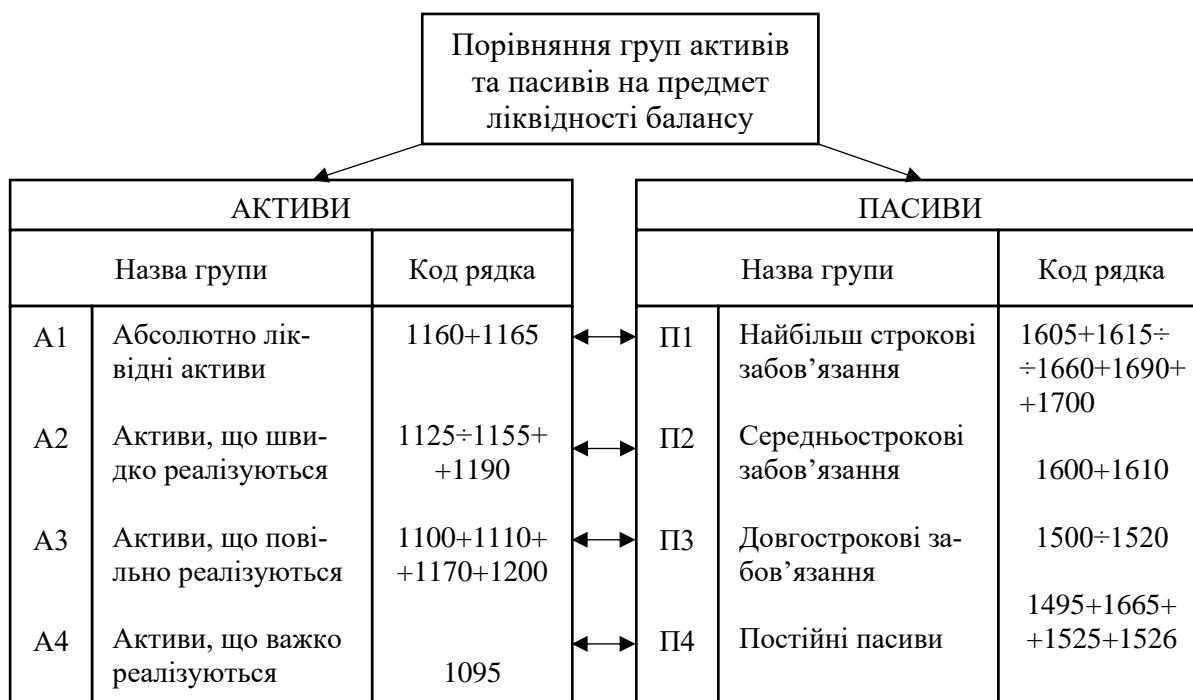 Порівняння груп активів
та пасивів на предмет
ліквідності балансу
АКТИВИ
Назва групи
Код рядка
А1
Абсолютно лік-
відні активи
1160+1165
А2
Активи, що шви-
дко реалізуються
1125÷1155+
+1190
А3
Активи, що пові-
льно реалізуються
1100+1110+
+1170+1200
А4
Активи, що важко
реалізуються
1095
ПАСИВИ
Назва групи
Код рядка
П1
Найбільш строкові
забов’язання
1605+1615÷
÷1660+1690+
+1700
П2
Середньострокові
забов’язання
1600+1610
П3
Довгострокові за-
бов’язання
1500÷1520
П4
Постійні пасиви
1495+1665+
+1525+1526